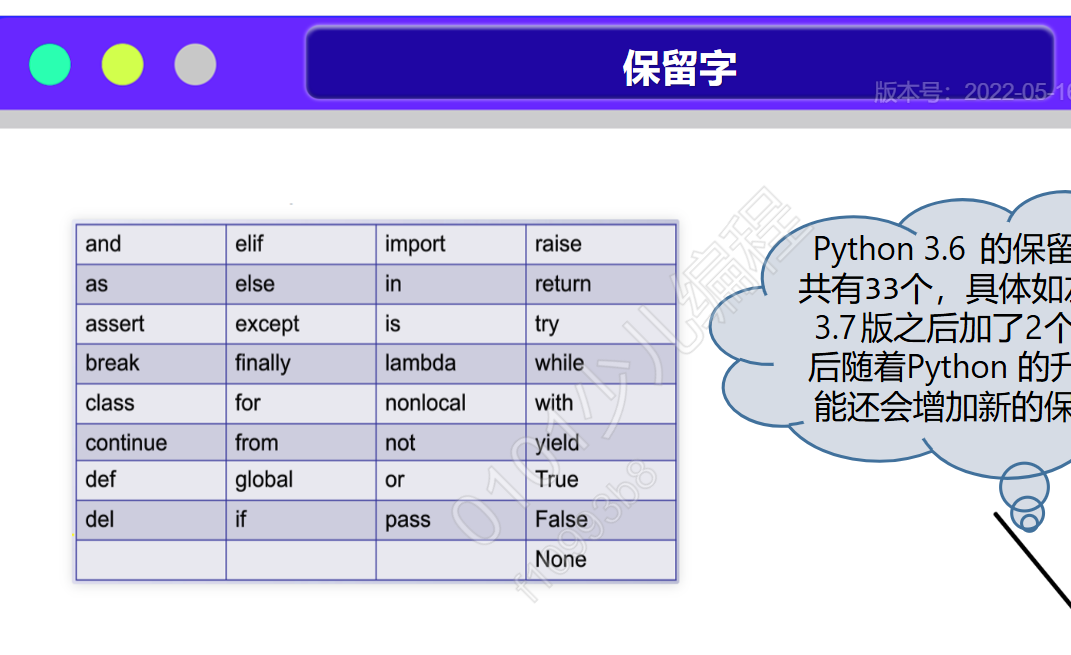 保留字
版本号：2022-05-16
and elif import raise
as else in return
assert except is try
break finally lambda while
class for nonlocal with
continue from not yield
def global or True
del if pass False
None
Python 3.6 的保留
共有33个，具体如
3.7版之后加了2个
后随着Python 的升
能还会增加新的保
0101少儿编程
f10993b8